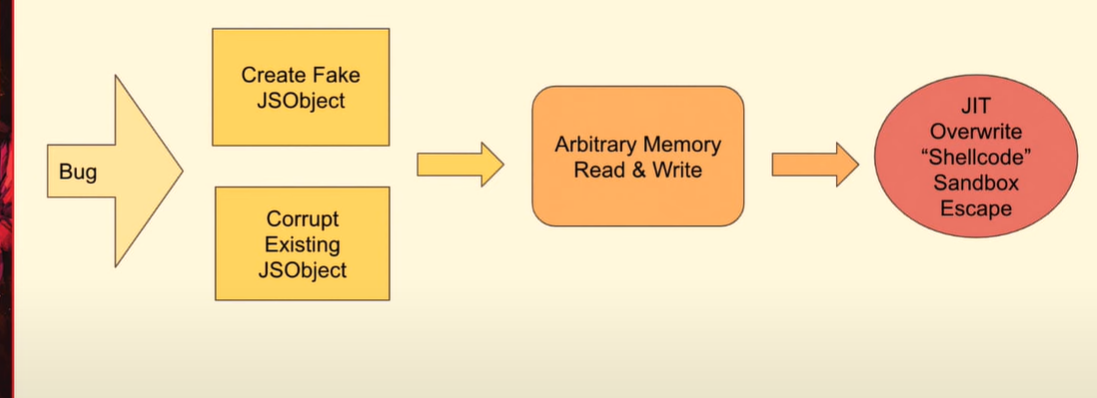 Bug
Create Fake
JSObject
Corrupt
Existing
JSObject
Arbitrary Memory
Read & Write
JIT
Overwrite
“Shellcode”
Sandbox
Escape